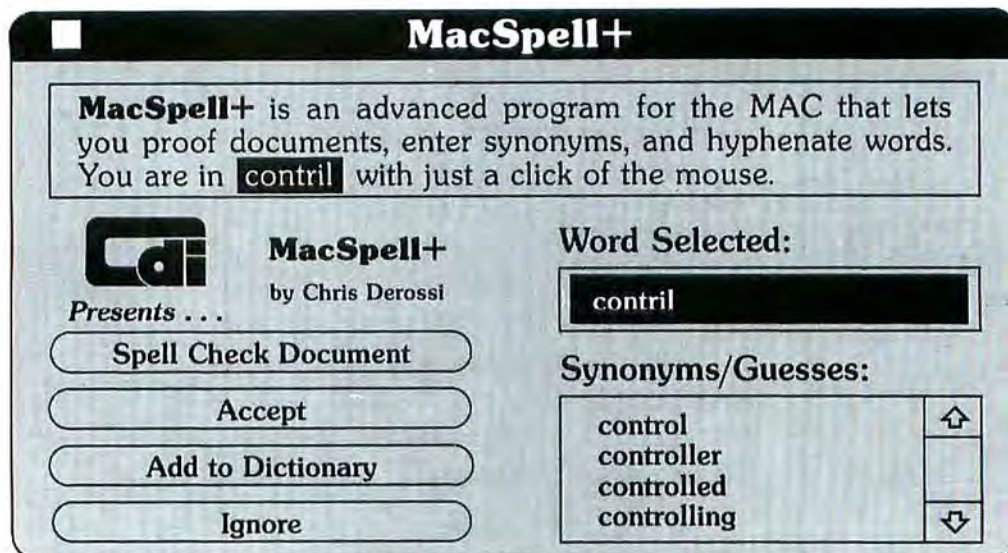 MacSpell+
MacSpell+ is an advanced program for the MAC that lets
you proof documents, enter synonyms, and hyphenate words.
You are in contril with just a click of the mouse.
Cdi
Presents . . .
MacSpell+
by Chris Derossi
Spell Check Document
Accept
Add to Dictionary
Ignore
Word Selected:
contril
Synonyms/Guesses:
control
controller
controlled
controlling